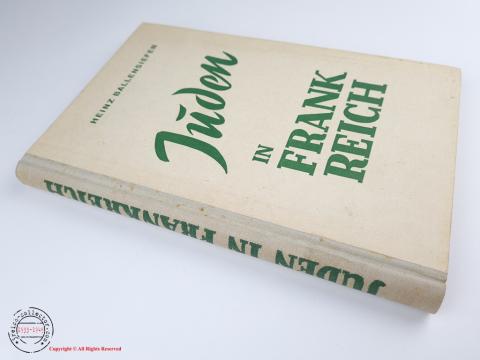 HEINZ BALLENSIEFEN
Juden
IN
FRANK
REICH
JUDEN IN FRANKREICH
1933-1945
Copyright © All Rights Reserved